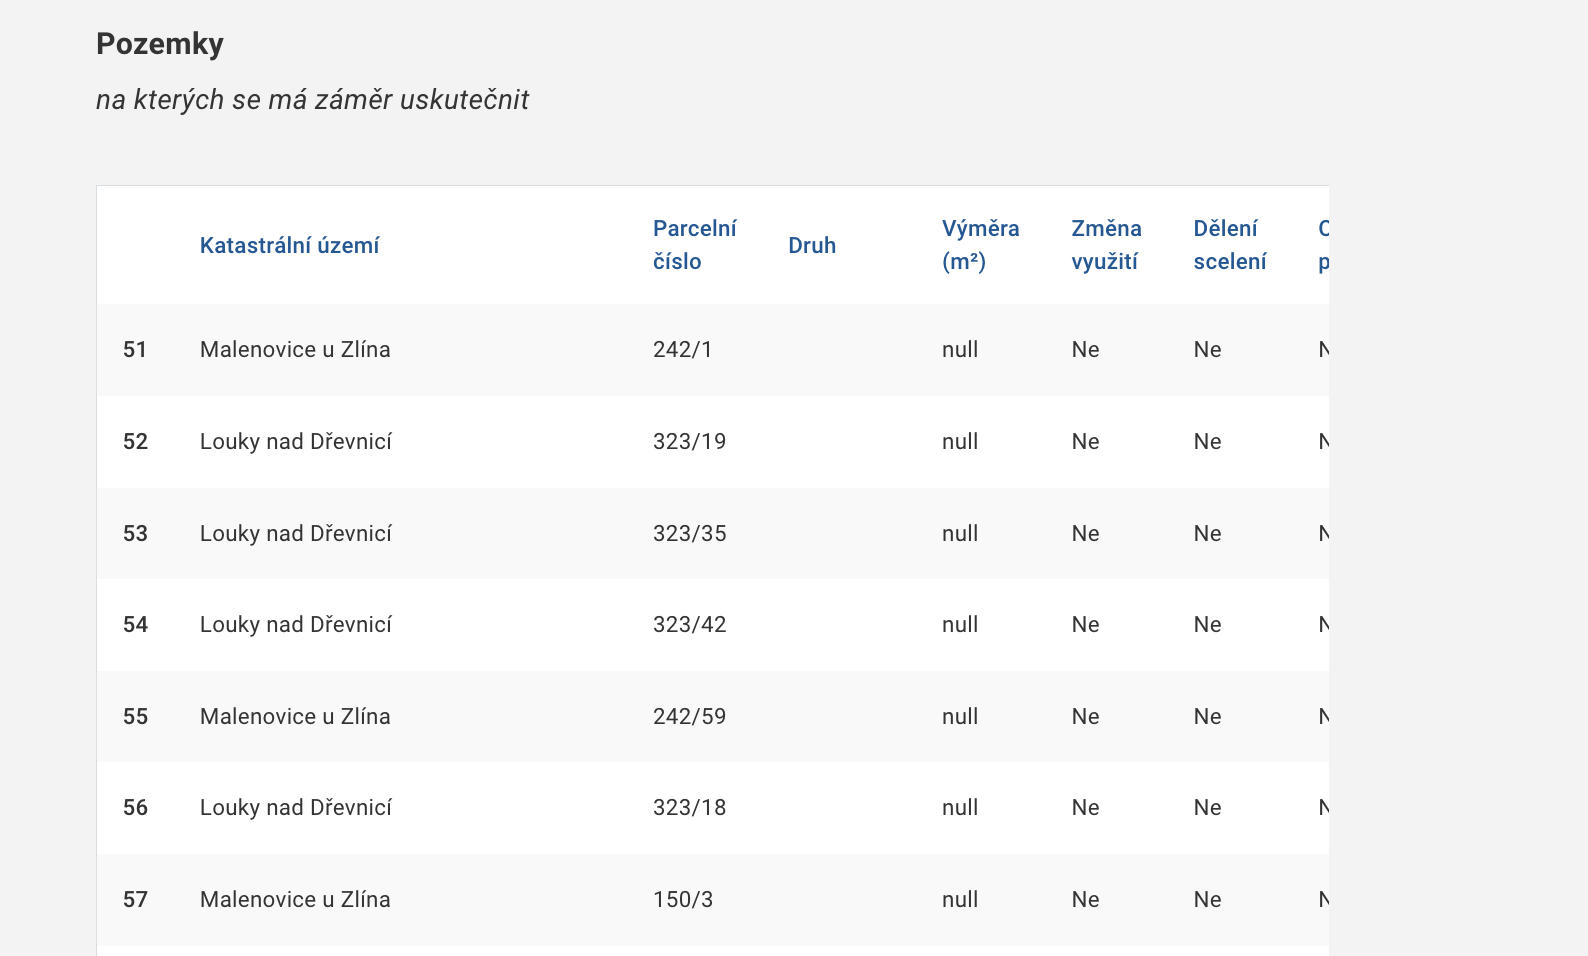 Pozemky
na kterých se má záměr uskutečnit
Katastrální území Parcelní číslo Druh Výměra (m²) Změna využití Dělení scelení
51 Malenovice u Zlína 242/1 null Ne Ne
52 Louky nad Dřevnicí 323/19 null Ne Ne
53 Louky nad Dřevnicí 323/35 null Ne Ne
54 Louky nad Dřevnicí 323/42 null Ne Ne
55 Malenovice u Zlína 242/59 null Ne Ne
56 Louky nad Dřevnicí 323/18 null Ne Ne
57 Malenovice u Zlína 150/3 null Ne Ne